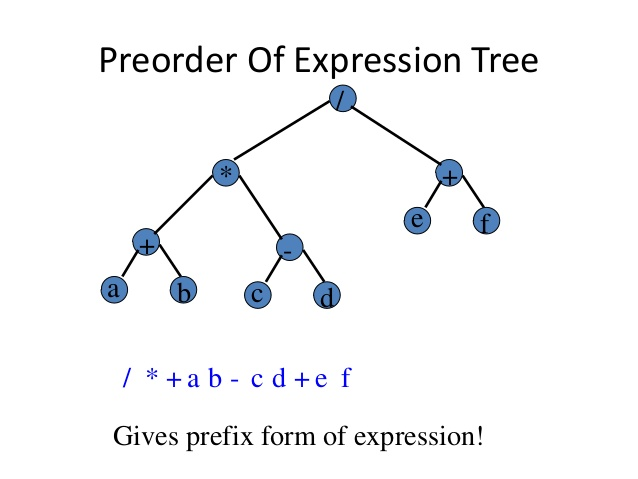 Preorder Of Expression Tree
/
*
+
+
-
e
f
a
b
c
d
/ * + a b - c d + e f
Gives prefix form of expression!